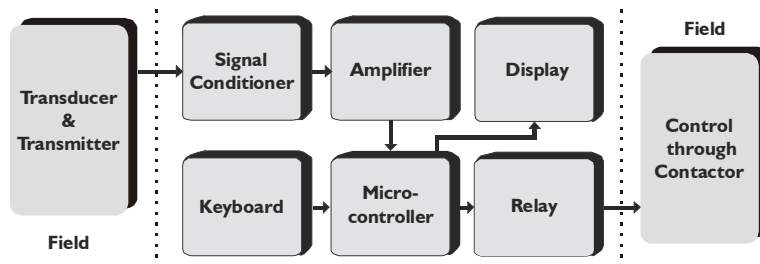 Transducer
&
Transmitter
Field
Signal
Conditioner
Amplifier
Display
Keyboard
Micro-
controller
Relay
Field
Control
through
Contactor